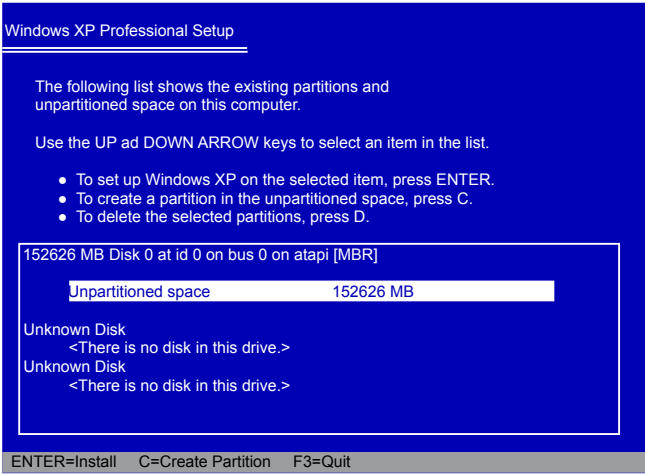 Windows XP Professional Setup
The following list shows the existing partitions and
unpartitioned space on this computer.
Use the UP ad DOWN ARROW keys to select an item in the list.
● To set up Windows XP on the selected item, press ENTER.
● To create a partition in the unpartitioned space, press C.
● To delete the selected partitions, press D.
152626 MB Disk 0 at id 0 on bus 0 on atapi [MBR]
Unpartitioned space 152626 MB
Unknown Disk
<There is no disk in this drive.>
Unknown Disk
<There is no disk in this drive.>
ENTER=Install C=Create Partition F3=Quit